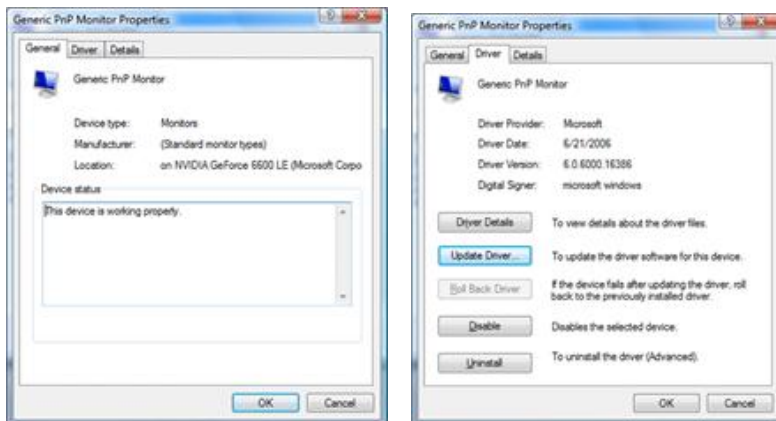 Generic PnP Monitor Properties
General Driver Details
Generic PnP Monitor
Device type: Monitors
Manufacturer: (Standard monitor types)
Location: on NVIDIA GeForce 6600 LE (Microsoft Corpo
Device status
This device is working properly.
OK Cancel
Generic PnP Monitor Properties
General Driver Details
Generic PnP Monitor
Driver Provider: Microsoft
Driver Date: 6/21/2006
Driver Version: 6.0.6000.16386
Digital Signer: microsoft windows
Driver Details To view details about the driver files.
Update Driver... To update the driver software for this device.
Roll Back Driver If the device fails after updating the driver, roll
back to the previously installed driver.
Disable Disables the selected device.
Uninstall To uninstall the driver (Advanced).
OK Cancel